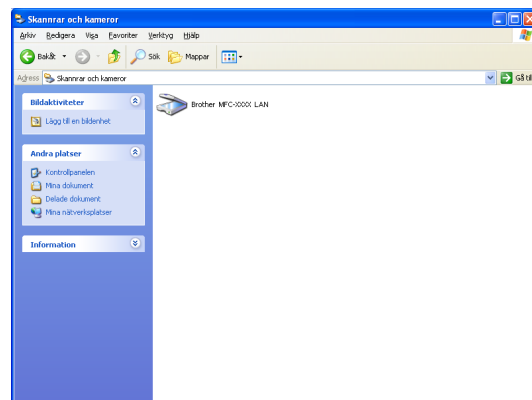 Skannrar och kameror
Arkiv Redigera Visa Favoriter Verktyg Hjälp
Bakåt Sök Mappar
Adress Skannrar och kameror Gå till
Bildaktiviteter
Lägg till en bildenhet
Andra platser
Kontrollpanelen
Mina dokument
Delade dokument
Mina nätverksplatser
Information
Brother MFC-XXXX LAN